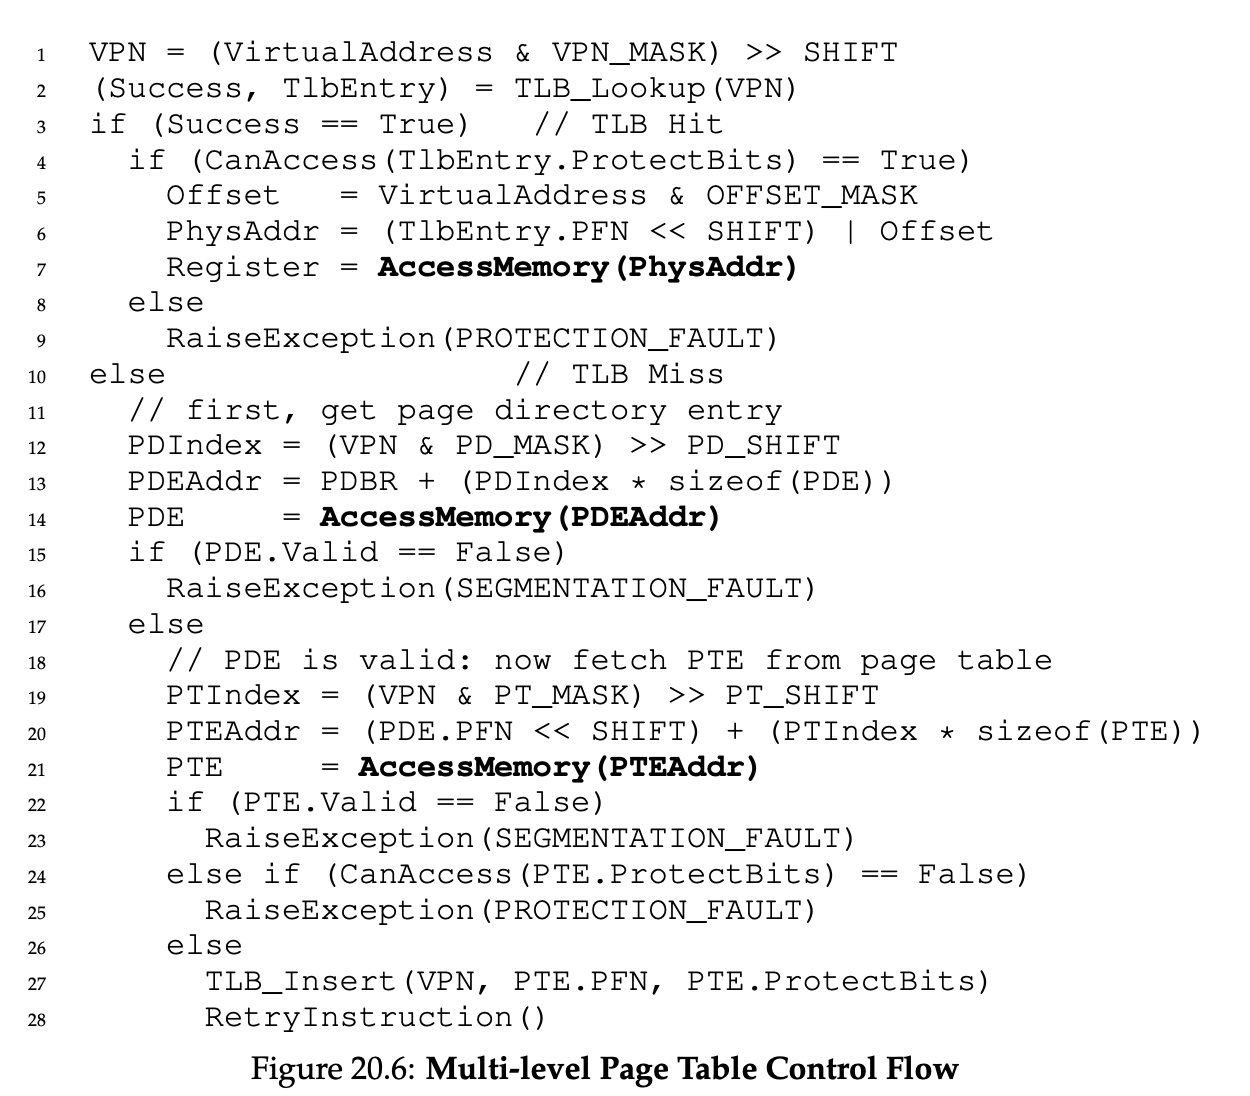 1 VPN = (VirtualAddress & VPN_MASK) >> SHIFT
2 (Success, TlbEntry) = TLB_Lookup(VPN)
3 if (Success == True)   // TLB Hit
4   if (CanAccess(TlbEntry.ProtectBits) == True)
5     Offset   = VirtualAddress & OFFSET_MASK
6     PhysAddr = (TlbEntry.PFN << SHIFT) | Offset
7     Register = AccessMemory(PhysAddr)
8   else
9     RaiseException(PROTECTION_FAULT)
10 else                  // TLB Miss
11   // first, get page directory entry
12   PDIndex = (VPN & PD_MASK) >> PD_SHIFT
13   PDEAddr = PDBR + (PDIndex * sizeof(PDE))
14   PDE     = AccessMemory(PDEAddr)
15   if (PDE.Valid == False)
16     RaiseException(SEGMENTATION_FAULT)
17   else
18     // PDE is valid: now fetch PTE from page table
19     PTIndex = (VPN & PT_MASK) >> PT_SHIFT
20     PTEAddr = (PDE.PFN << SHIFT) + (PTIndex * sizeof(PTE))
21     PTE     = AccessMemory(PTEAddr)
22     if (PTE.Valid == False)
23       RaiseException(SEGMENTATION_FAULT)
24     else if (CanAccess(PTE.ProtectBits) == False)
25       RaiseException(PROTECTION_FAULT)
26     else
27       TLB_Insert(VPN, PTE.PFN, PTE.ProtectBits)
28       RetryInstruction()
Figure 20.6: Multi-level Page Table Control Flow